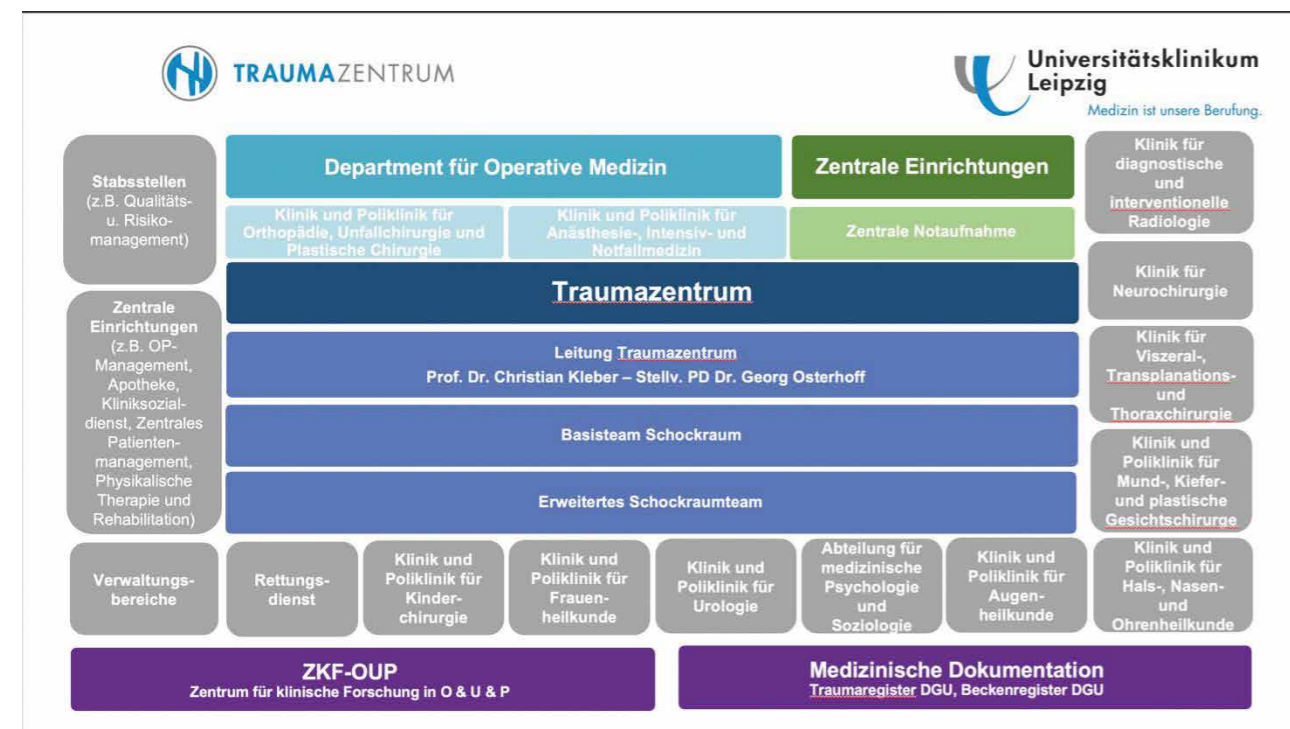 TRAUMAZENTRUM
Universitätsklinikum
Leipzig
Medizin ist unsere Berufung.
Stabsstellen
(z.B. Qualitäts-
u. Risiko-
management)
Department für Operative Medizin
Zentrale Einrichtungen
Klinik für
diagnostische
und
interventionelle
Radiologie
Klinik und Poliklinik für
Orthopädie, Unfallchirurgie und
Plastische Chirurgie
Klinik und Poliklinik für
Anästhesie-, Intensiv- und
Notfallmedizin
Zentrale Notaufnahme
Traumazentrum
Klinik für
Neurochirurgie
Zentrale
Einrichtungen
(z.B. OP-
Management,
Apotheke,
Kliniksozial-
dienst, Zentrales
Patienten-
management,
Physikalische
Therapie und
Rehabilitation)
Leitung Traumazentrum
Prof. Dr. Christian Kleber – Stellv. PD Dr. Georg Osterhoff
Klinik für
Viszeral-,
Transplanations-
und
Thoraxchirurgie
Basisteam Schockraum
Klinik und
Poliklinik für
Mund-, Kiefer-
und plastische
Gesichtschirurge
Erweitertes Schockraumteam
Verwaltungs-
bereiche
Rettungs-
dienst
Klinik und
Poliklinik für
Kinder-
chirurgie
Klinik und
Poliklinik für
Frauen-
heilkunde
Klinik und
Poliklinik für
Urologie
Abteilung für
medizinische
Psychologie
und
Soziologie
Klinik und
Poliklinik für
Augen-
heilkunde
Klinik und
Poliklinik für
Hals-, Nasen-
und
Ohrenheilkunde
ZKF-OUP
Zentrum für klinische Forschung in O & U & P
Medizinische Dokumentation
Traumaregister DGU, Beckenregister DGU